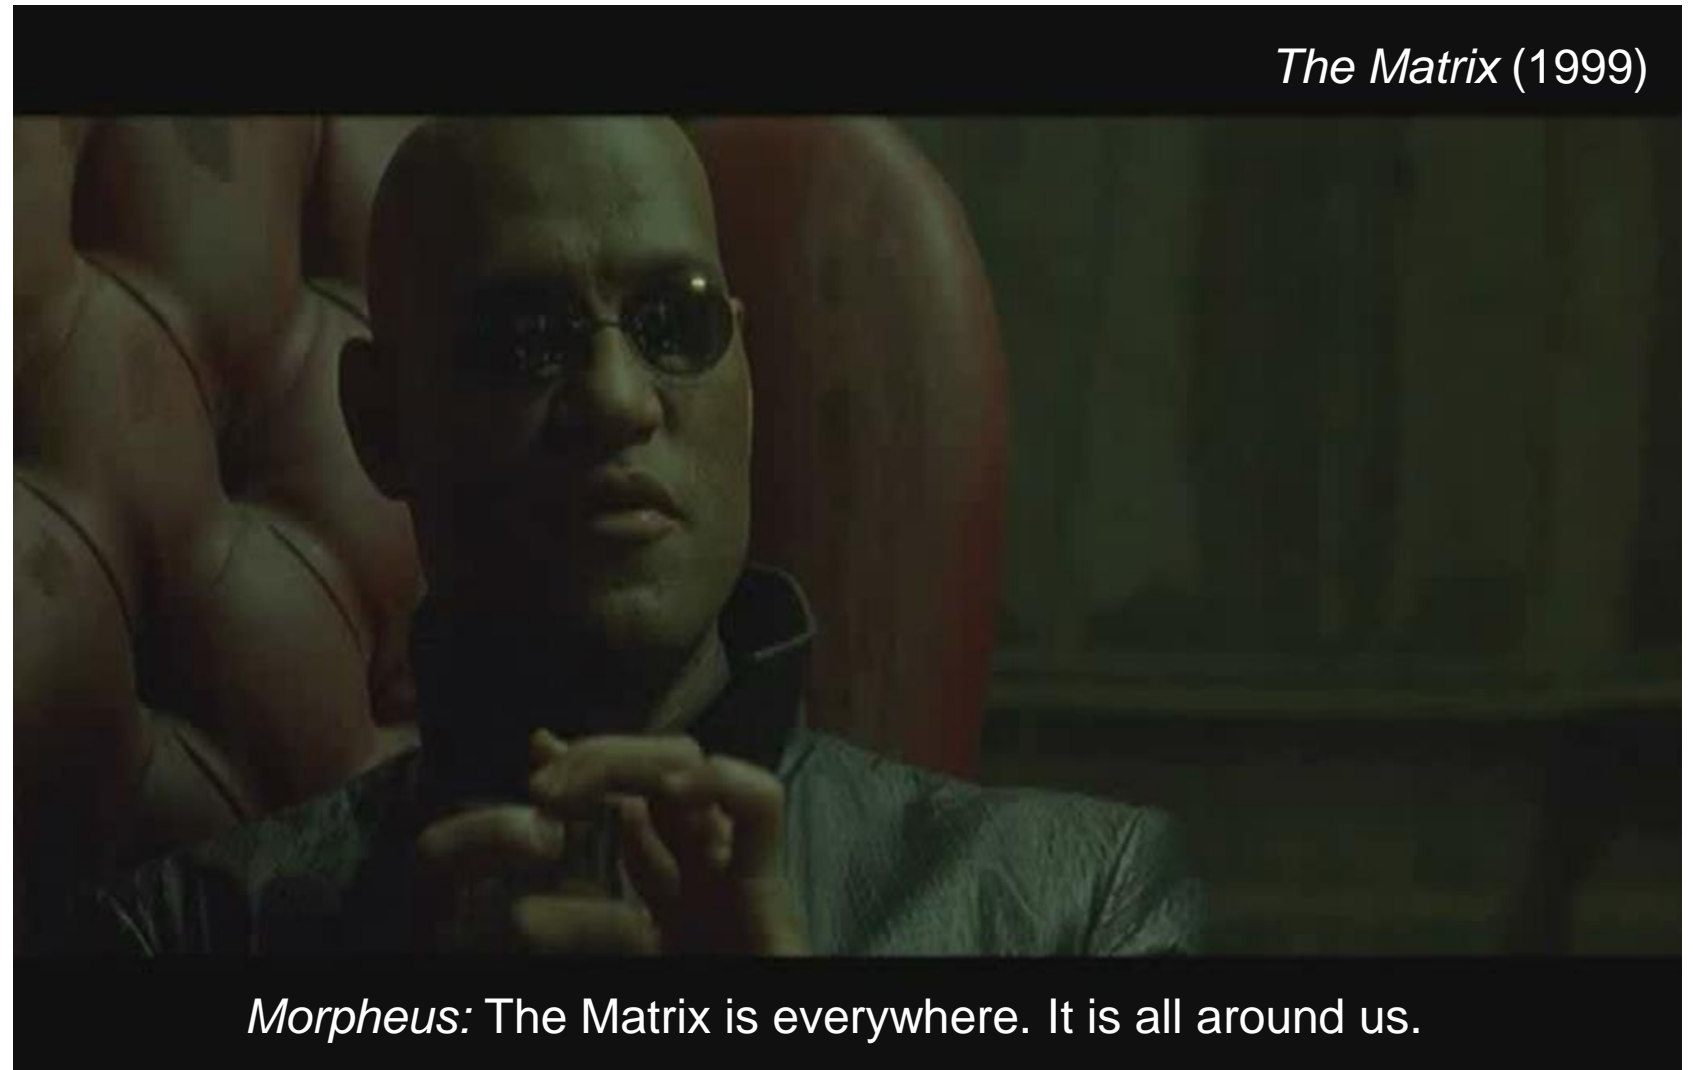 The Matrix (1999)
Morpheus: The Matrix is everywhere. It is all around us.